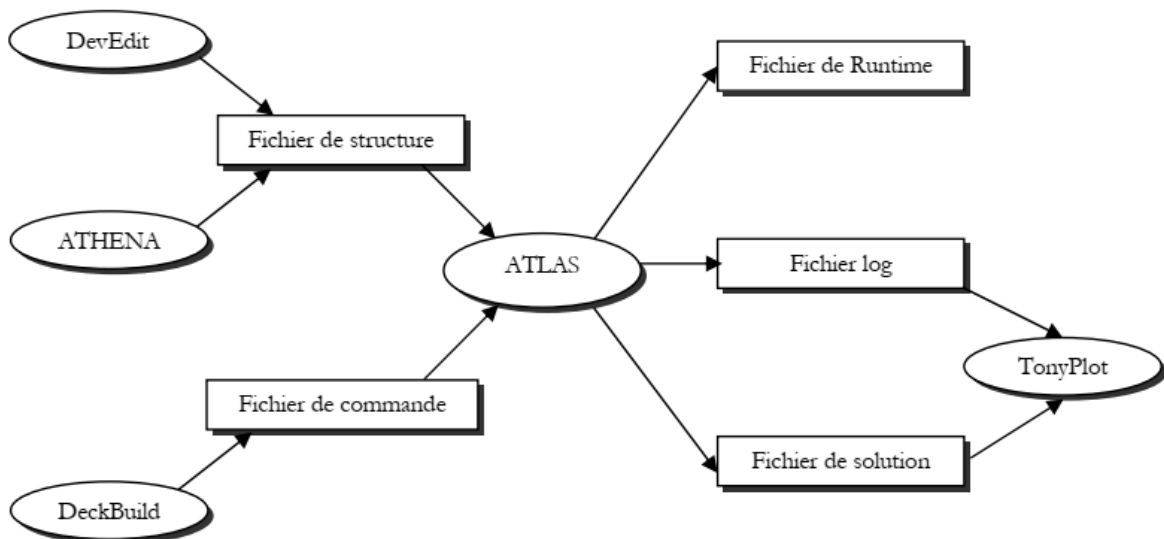 DevEdit
Fichier de Runtime
Fichier de structure
ATHENA
ATLAS
Fichier log
TonyPlot
Fichier de commande
Fichier de solution
DeckBuild